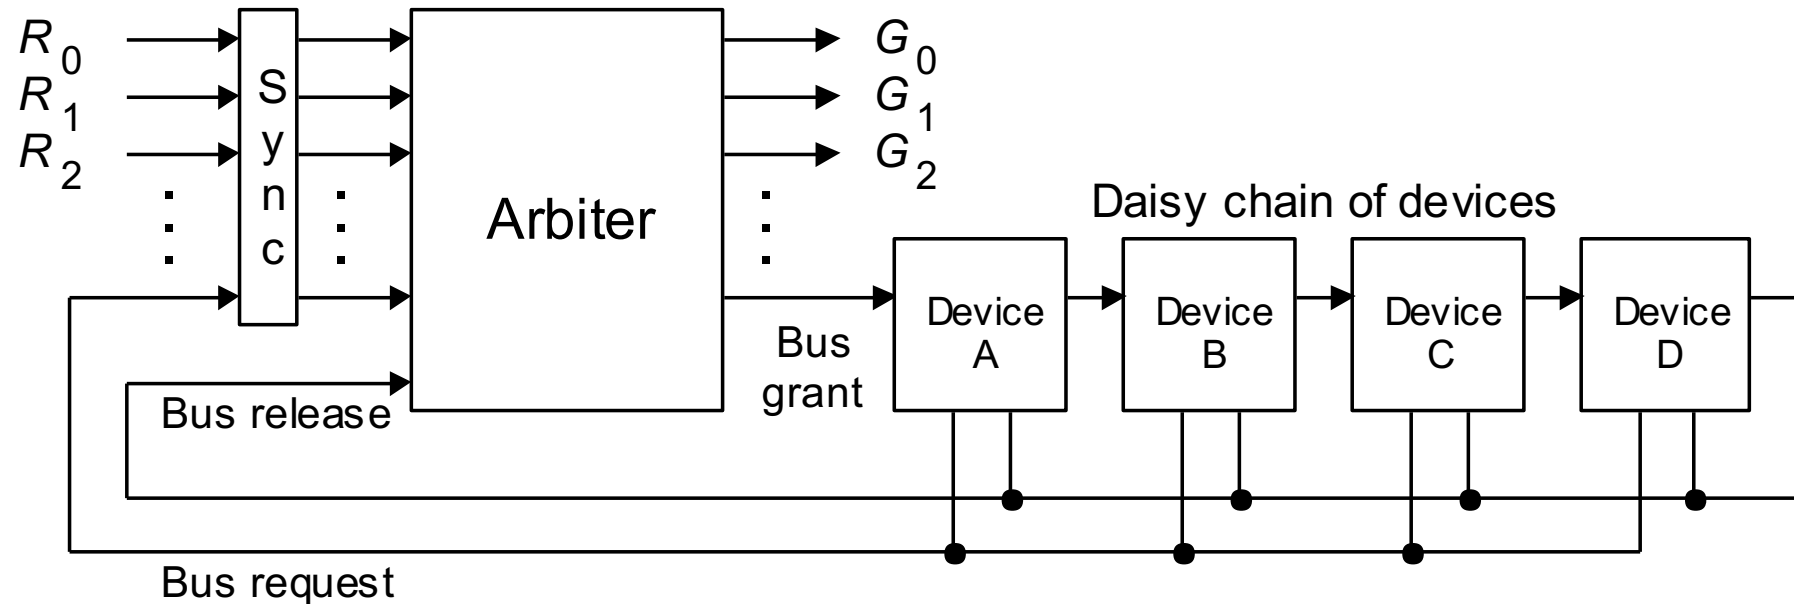 R0
R1
R2
Sync
Arbiter
G0
G1
G2
Daisy chain of devices
Device
A
Device
B
Device
C
Device
D
Bus
grant
Bus release
Bus request